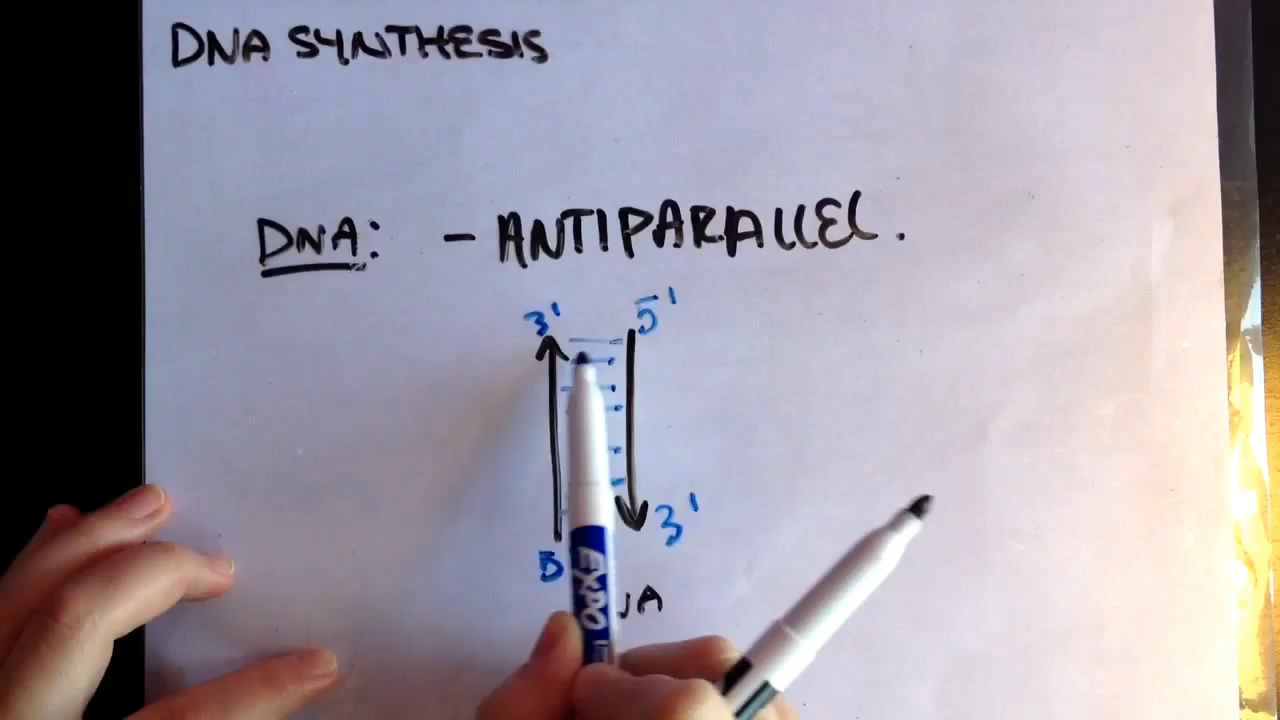 DNA SYNTHESIS
DNA: - ANTIPARALLEL.
3' 5'
3'
5
EXPO